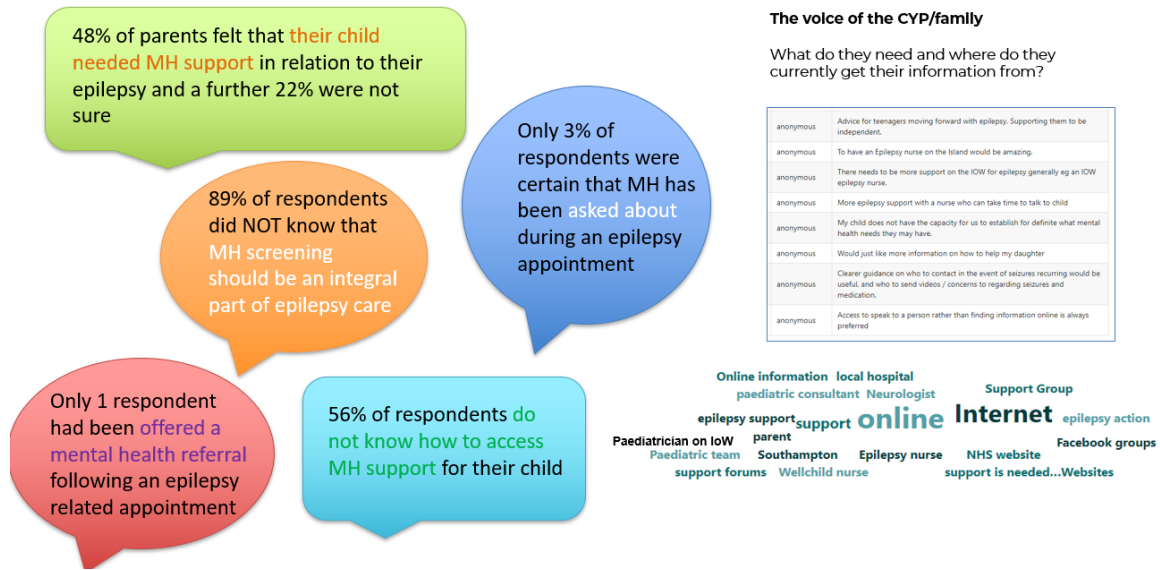 48% of parents felt that their child
needed MH support in relation to their
epilepsy and a further 22% were not
sure
89% of respondents
did NOT know that
MH screening
should be an integral
part of epilepsy care
Only 3% of
respondents were
certain that MH has
been asked about
during an epilepsy
appointment
Only 1 respondent
had been offered a
mental health referral
following an epilepsy
related appointment
56% of respondents do
not know how to access
MH support for their child
The voice of the CYP/family
What do they need and where do they
currently get their information from?
anonymous Advice for teenagers moving forward with epilepsy. Supporting them to be
independent.
anonymous To have an Epilepsy nurse on the Island would be amazing.
anonymous There needs to be more support on the IOW for epilepsy generally eg an IOW
epilepsy nurse.
anonymous More epilepsy support with a nurse who can take time to talk to child
anonymous My child does not have the capacity for us to establish for definite what mental
health needs they may have.
anonymous Would just like more information on how to help my daughter
anonymous Clearer guidance on who to contact in the event of seizures recurring would be
useful. and who to send videos / concerns to regarding seizures and
medication.
anonymous Access to speak to a person rather than finding information online is always
preferred
Online information local hospital
paediatric consultant Neurologist
Support Group
epilepsy support support online Internet epilepsy action
Paediatrician on IoW parent Facebook groups
Paediatric team Southampton Epilepsy nurse NHS website
support forums Wellchild nurse support is needed...Websites